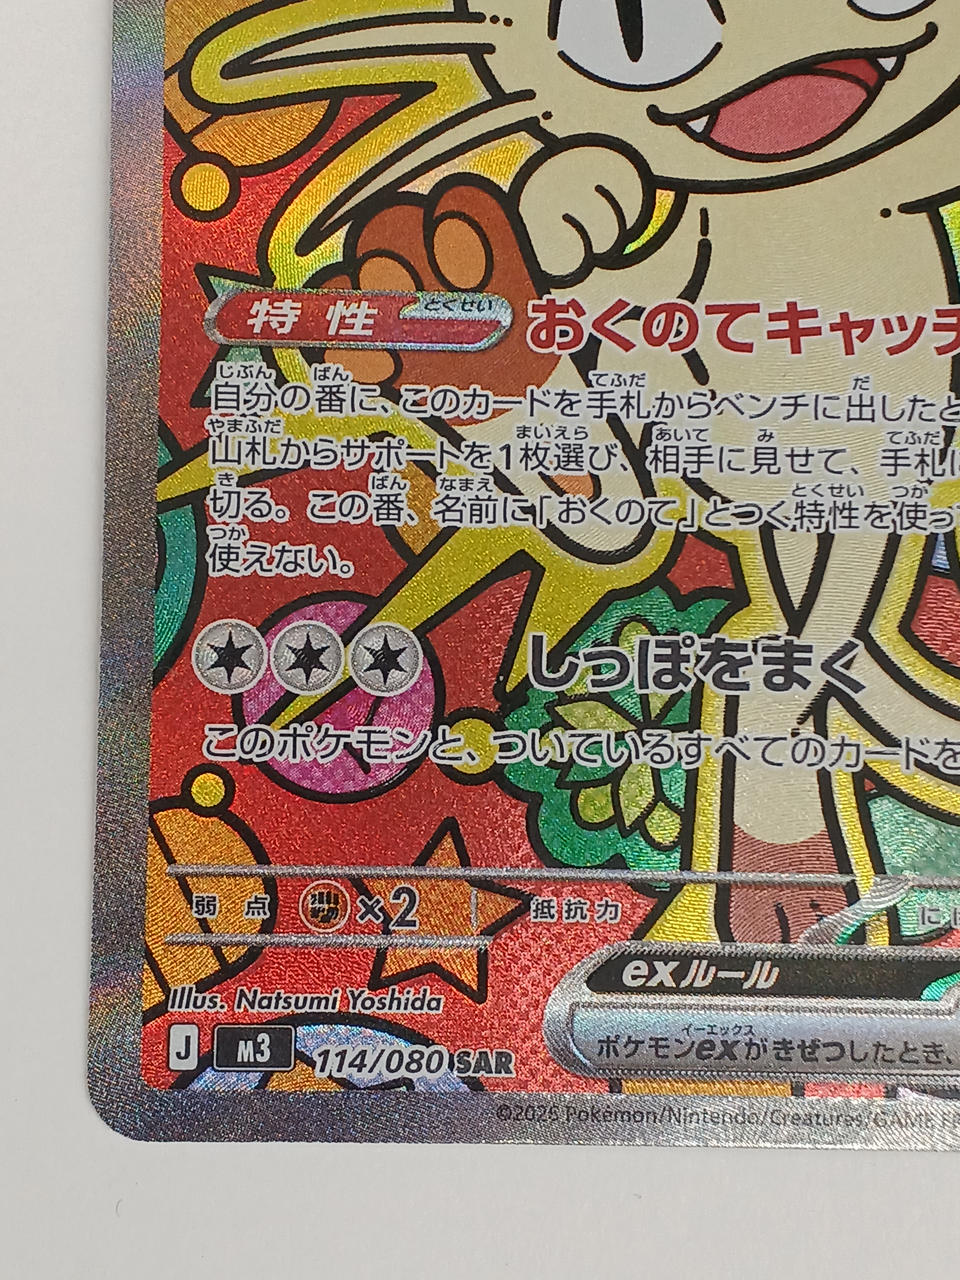 特性 とくせい おくのてキャッチ
じぶん ばん てふだ だ
自分の番に、このカードを手札からベンチに出したと
やまふだ まいえら あいて み てふだ
山札からサポートを1枚選び、相手に見せて、手札に
き ばん なまえ とくせい つか
切る。この番、名前に「おくのて」とつく特性を使っ
つか
使えない。
しっぽをまく
このポケモンと、ついているすべてのカードを
弱点 ×2 抵抗力 にげ
exルール
Illus. Natsumi Yoshida
イーエックス
ポケモンexがきぜつしたとき、
J M3 114/080 SAR
©2025 Pokémon/Nintendo/Creatures/GAME FR